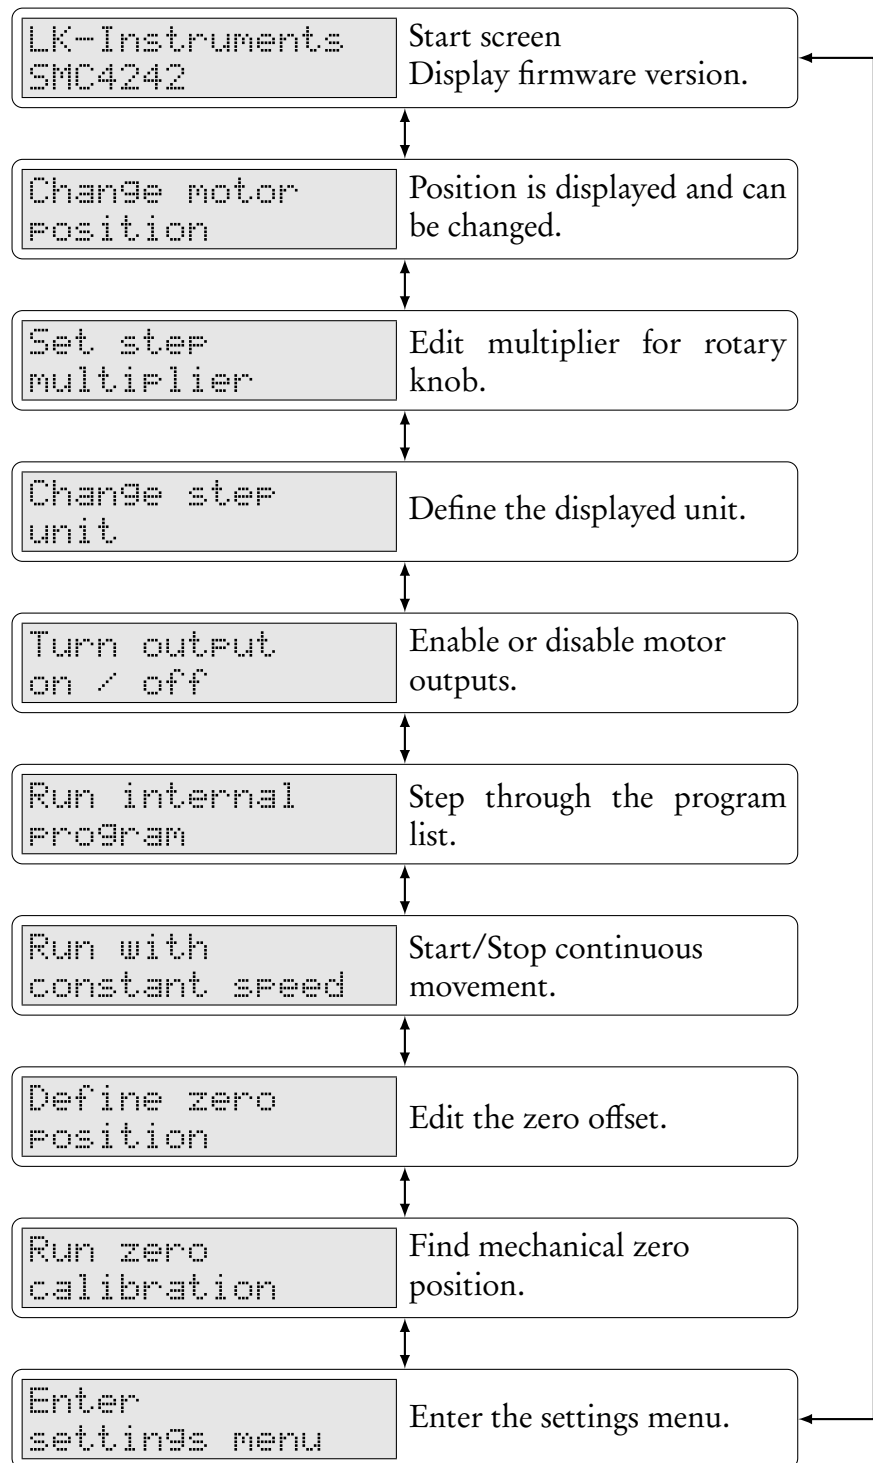 LK-Instruments
SMC4242
Start screen
Display firmware version.
Change motor
position
Position is displayed and can
be changed.
Set step
multiplier
Edit multiplier for rotary
knob.
Change step
unit
Define the displayed unit.
Turn output
on / off
Enable or disable motor
outputs.
Run internal
program
Step through the program
list.
Run with
constant speed
Start/Stop continuous
movement.
Define zero
position
Edit the zero offset.
Run zero
calibration
Find mechanical zero
position.
Enter
settings menu
Enter the settings menu.